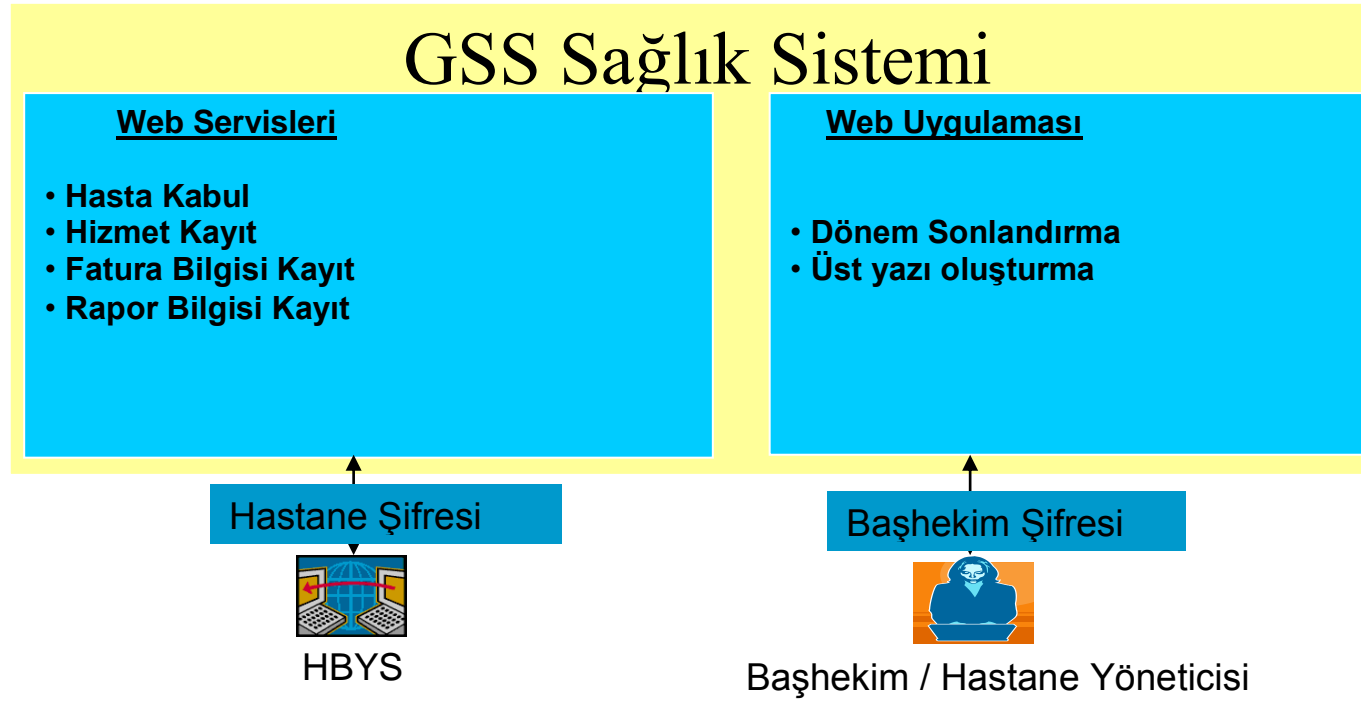 GSS Sağlık Sistemi
Web Servisleri
• Hasta Kabul
• Hizmet Kayıt
• Fatura Bilgisi Kayıt
• Rapor Bilgisi Kayıt
Web Uygulaması
• Dönem Sonlandırma
• Üst yazı oluşturma
Hastane Şifresi
Başhekim Şifresi
HBYS
Başhekim / Hastane Yöneticisi